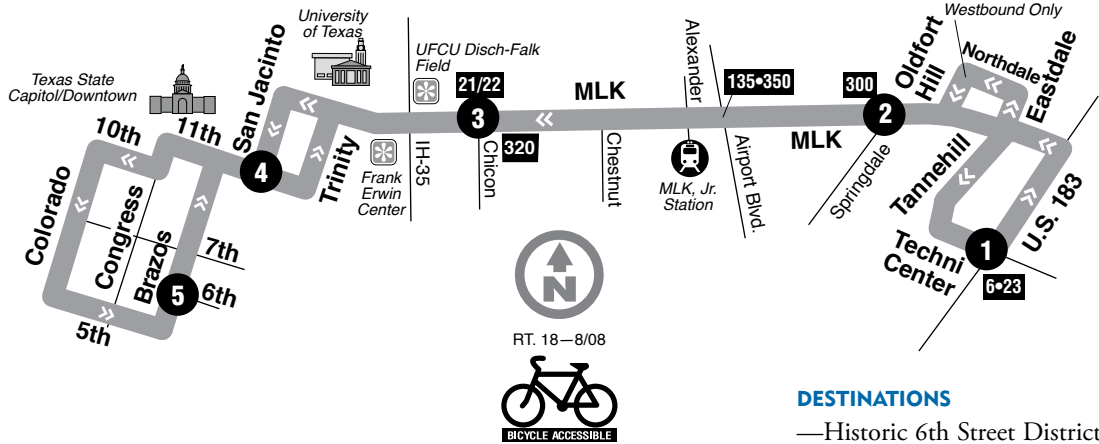 Westbound Only
University
of Texas
UFCU Disch-Falk
Field
Texas State
Capitol/Downtown
San Jacinto
Alexander
Oldfort
Hill
Northdale
Eastdale
21/22
MLK
135•350
300
2
3
10th
11th
320
MLK
4
Trinity
IH-35
Chicon
Chestnut
Airport Blvd.
Springdale
Tannehill
Frank
Erwin
Center
MLK, Jr.
Station
U.S. 183
Colorado
Congress
Brazos
7th
6th
5
5th
Techni
Center
1
6•23
N
RT. 18—8/08
BICYCLE ACCESSIBLE
DESTINATIONS
—Historic 6th Street District